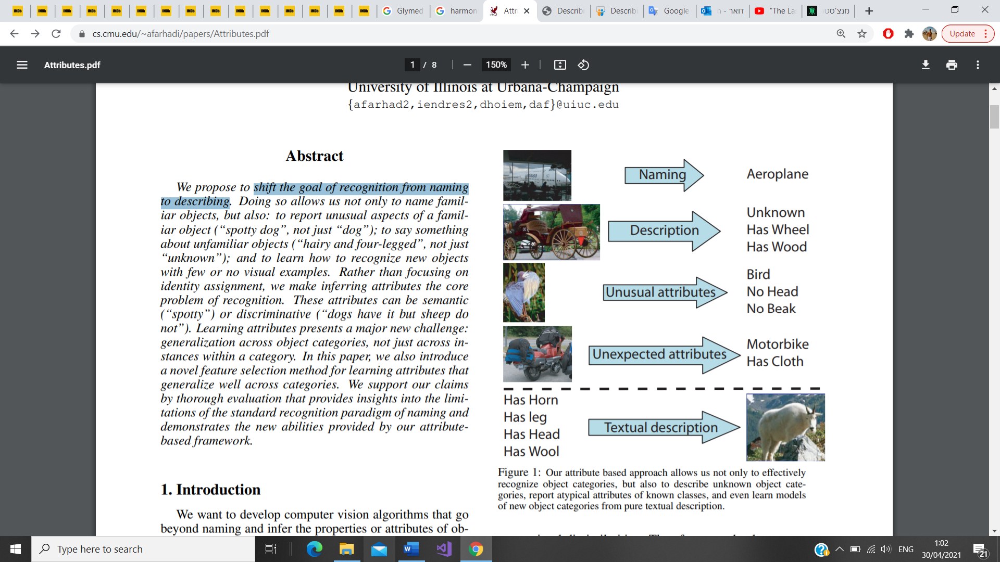 IMDb IMDb IMDb IMDb IMDb IMDb IMDb IMDb IMDb IMDb IMDb IMDb IMDb IMDb IMDb
Glymed
harmon
Attri
Describi
Describi
Google
דואר - ח
"The La
מנצ'סטר
cs.cmu.edu/~afarhadi/papers/Attributes.pdf
Update
Attributes.pdf
1 / 8
150%
University of Illinois at Urbana-Champaign
{afarhad2,iendres2,dhoiem,daf}@uiuc.edu
Abstract
We propose to shift the goal of recognition from naming
to describing. Doing so allows us not only to name famil-
iar objects, but also: to report unusual aspects of a famil-
iar object (“spotty dog”, not just “dog”); to say something
about unfamiliar objects (“hairy and four-legged”, not just
“unknown”); and to learn how to recognize new objects
with few or no visual examples. Rather than focusing on
identity assignment, we make inferring attributes the core
problem of recognition. These attributes can be semantic
(“spotty”) or discriminative (“dogs have it but sheep do
not”). Learning attributes presents a major new challenge:
generalization across object categories, not just across in-
stances within a category. In this paper, we also introduce
a novel feature selection method for learning attributes that
generalize well across categories. We support our claims
by thorough evaluation that provides insights into the limi-
tations of the standard recognition paradigm of naming and
demonstrates the new abilities provided by our attribute-
based framework.
1. Introduction
We want to develop computer vision algorithms that go
beyond naming and infer the properties or attributes of ob-
Naming
Aeroplane
Description
Unknown
Has Wheel
Has Wood
Unusual attributes
Bird
No Head
No Beak
Unexpected attributes
Motorbike
Has Cloth
Has Horn
Has leg
Has Head
Has Wool
Textual description
Figure 1: Our attribute based approach allows us not only to effectively
recognize object categories, but also to describe unknown object cate-
gories, report atypical attributes of known classes, and even learn models
of new object categories from pure textual description.
Type here to search
ENG
1:02
30/04/2021
21